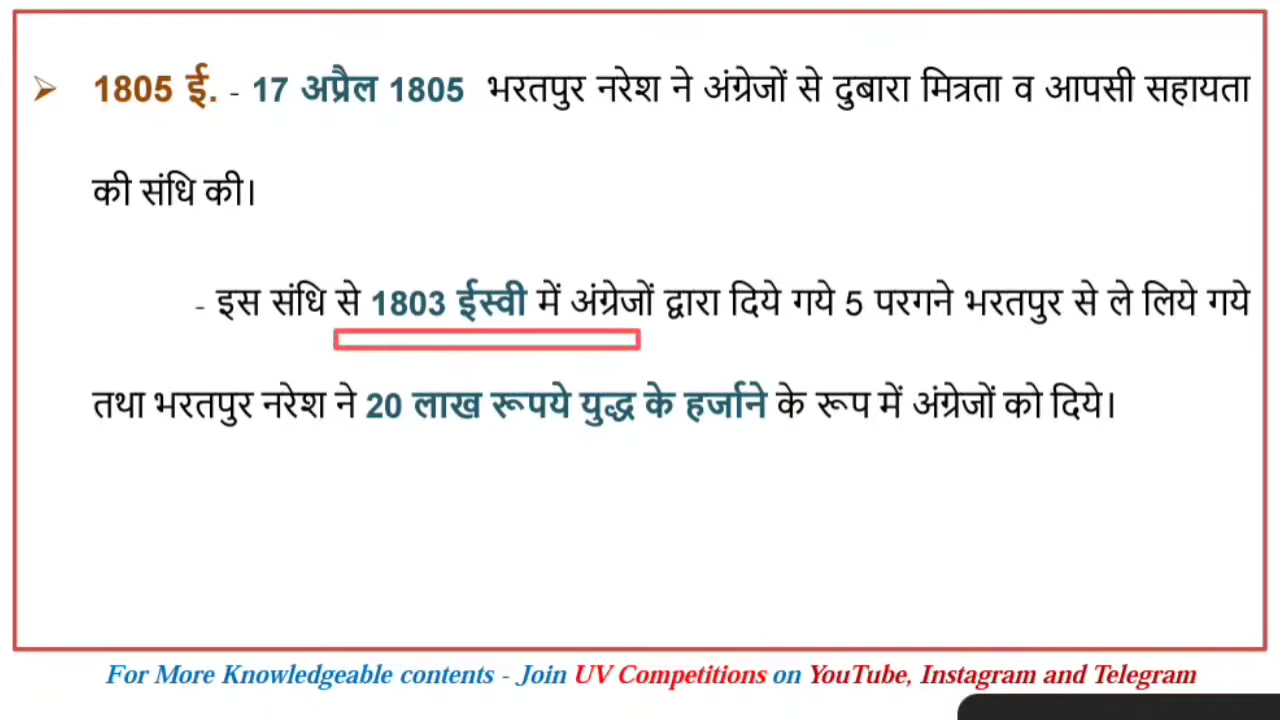 ➢ 1805 ई. - 17 अप्रैल 1805 भरतपुर नरेश ने अंग्रेजों से दुबारा मित्रता व आपसी सहायता
की संधि की।
- इस संधि से 1803 ईस्वी में अंग्रेजों द्वारा दिये गये 5 परगने भरतपुर से ले लिये गये
तथा भरतपुर नरेश ने 20 लाख रूपये युद्ध के हर्जाने के रूप में अंग्रेजों को दिये।
For More Knowledgeable contents - Join UV Competitions on YouTube, Instagram and Telegram